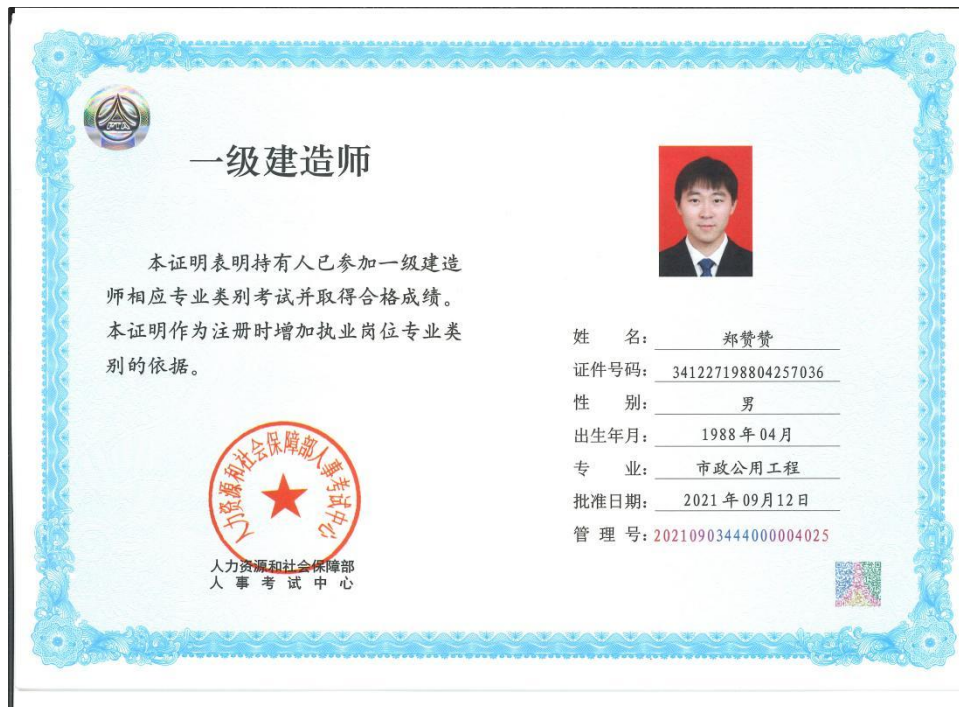 PTA
一级建造师
本证明表明持有人已参加一级建造
师相应专业类别考试并取得合格成绩。
本证明作为注册时增加执业岗位专业类
别的依据。
人力资源和社会保障部人事考试中心
人力资源和社会保障部
人事考试中心
姓 名: 郑赞赞
证件号码: 341227198804257036
性 别: 男
出生年月: 1988年04月
专 业: 市政公用工程
批准日期: 2021年09月12日
管 理 号: 20210903444000004025